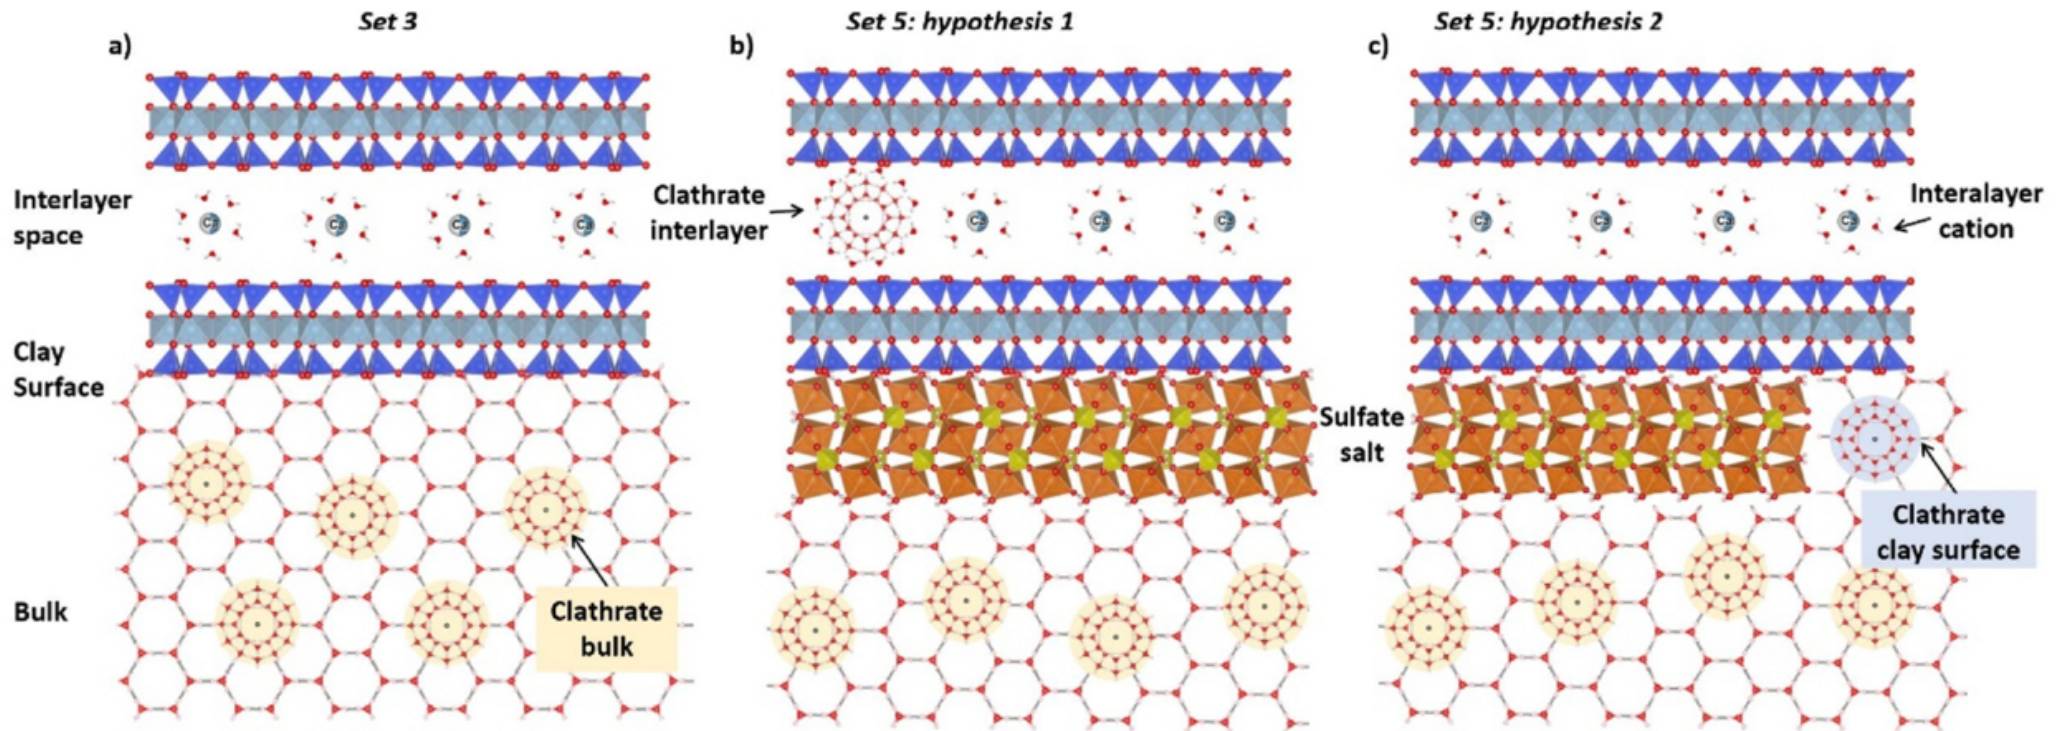 Set 3
Set 5: hypothesis 1
Set 5: hypothesis 2
a)
b)
c)
Interlayer
space
Clay
Surface
Bulk
Clathrate
bulk
Clathrate
interlayer
Sulfate
salt
Interalayer
cation
Clathrate
clay surface